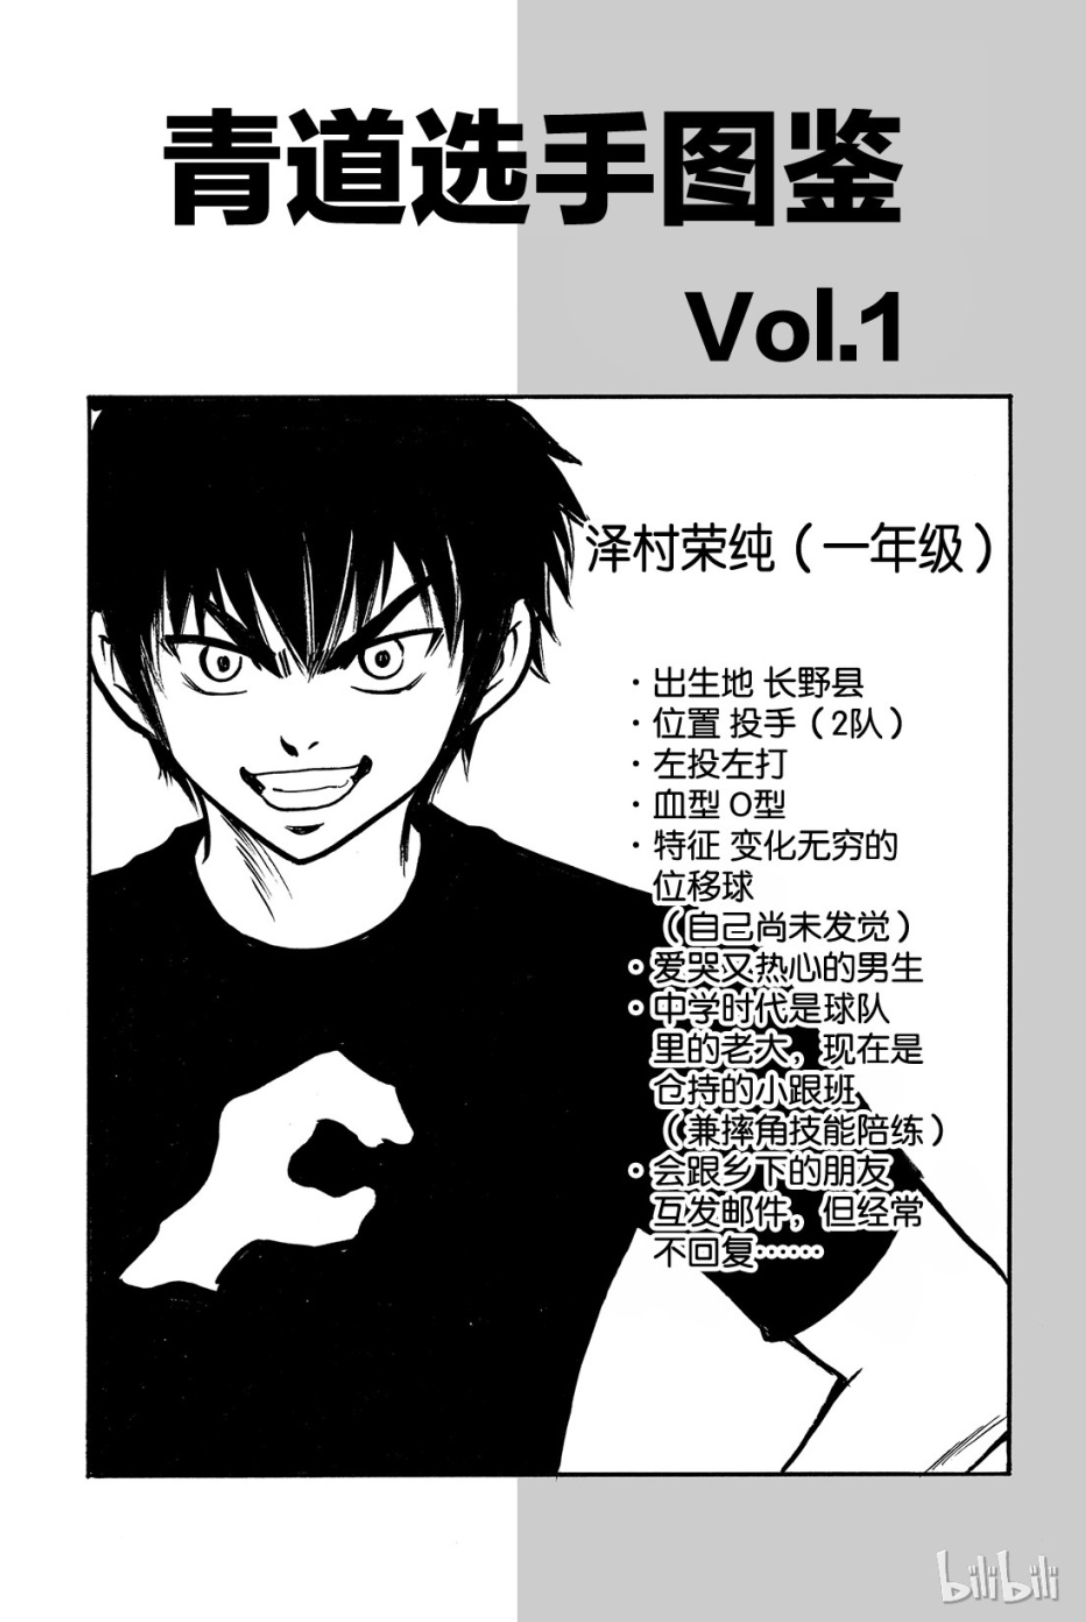 青道选手图鉴
Vol.1
泽村荣纯（一年级）
・出生地 长野县
・位置 投手（2队）
・左投左打
・血型 O型
・特征 变化无穷的
位移球
（自己尚未发觉）
・爱哭又热心的男生
・中学时代是球队
里的老大，现在是
仓持的小跟班
（兼摔角技能陪练）
・会跟乡下的朋友
互发邮件，但经常
不回复……
bilibili